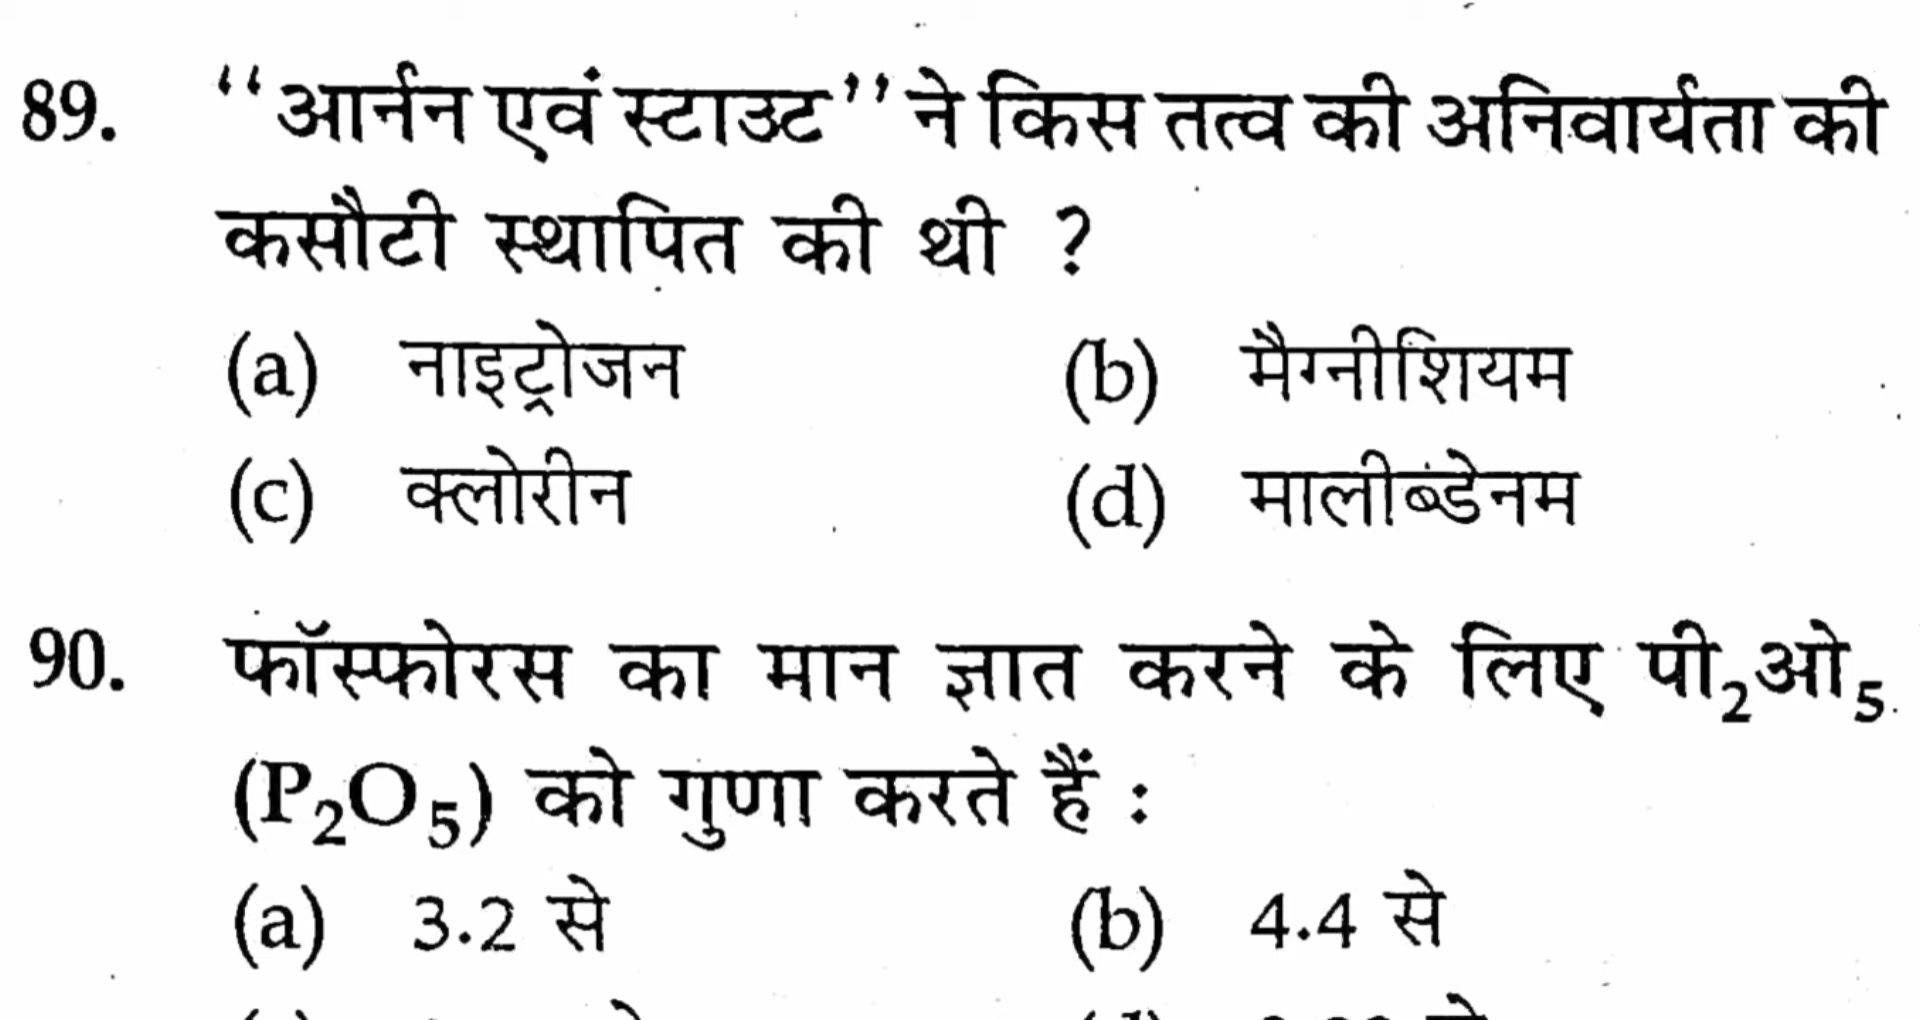 89. “आर्नन एवं स्टाउट” ने किस तत्व की अनिवार्यता की
कसौटी स्थापित की थी ?
(a) नाइट्रोजन (b) मैग्नीशियम
(c) क्लोरीन (d) मालीब्डेनम
90. फॉस्फोरस का मान ज्ञात करने के लिए पी₂ओ₅
(P₂O₅) को गुणा करते हैं :
(a) 3.2 से (b) 4.4 से